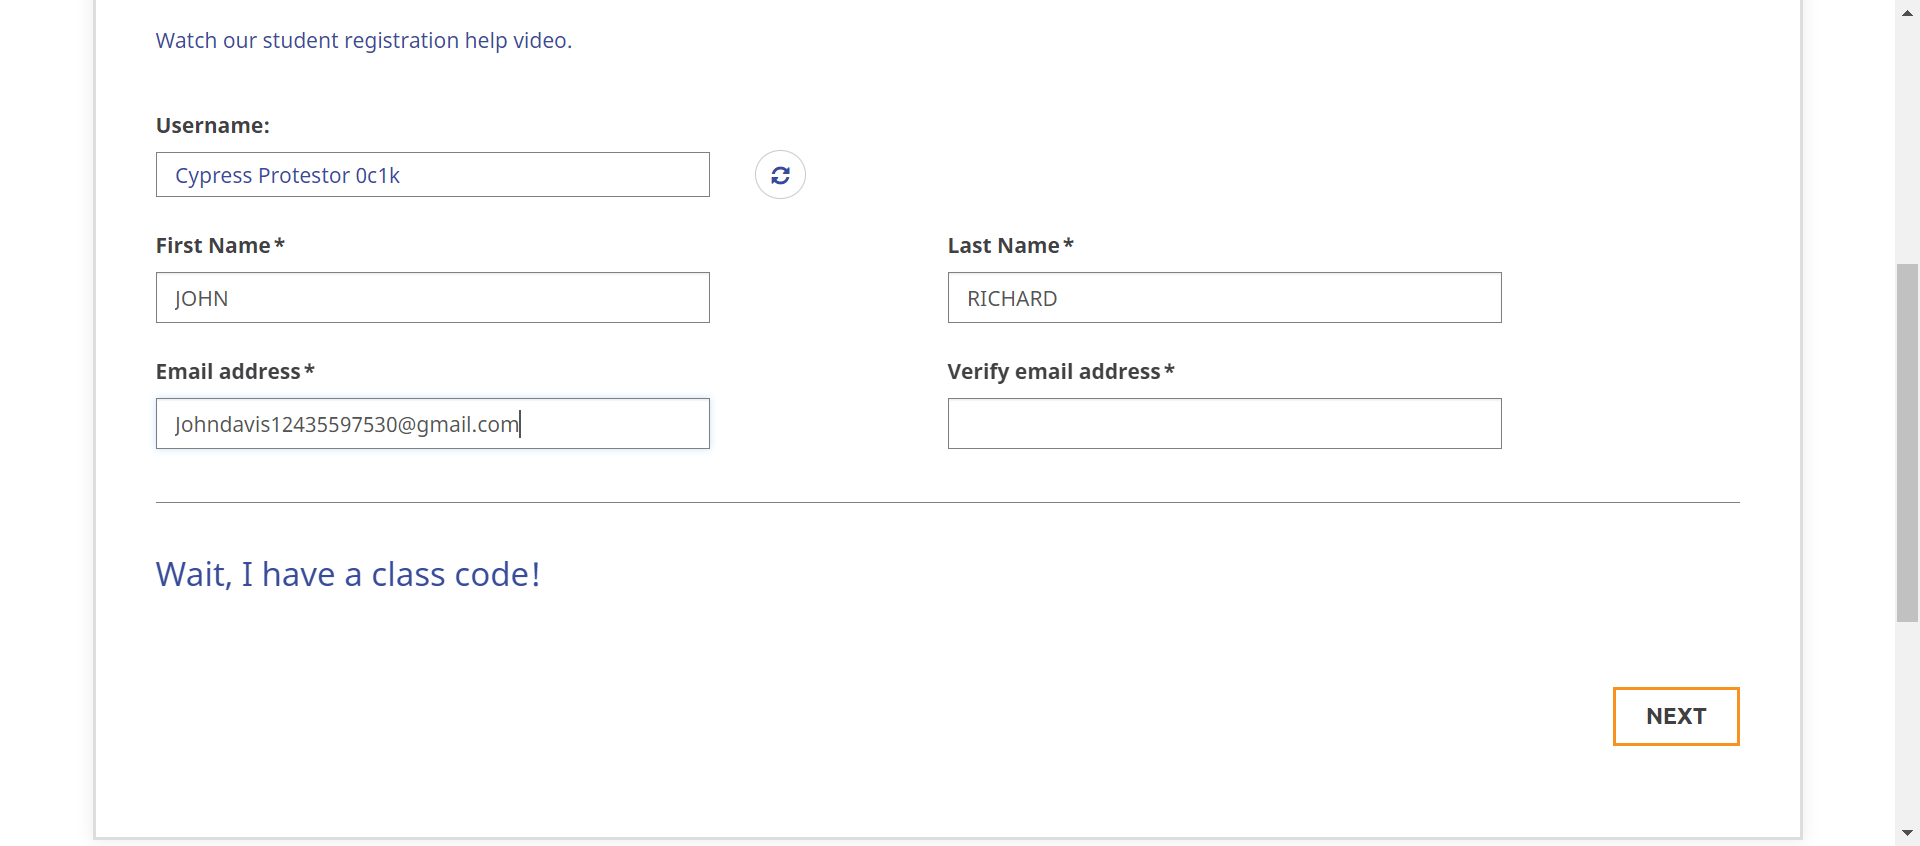 Watch our student registration help video.
Username:
Cypress Protestor 0c1k
First Name*
Last Name*
JOHN
RICHARD
Email address*
Verify email address*
Johndavis12435597530@gmail.com
Wait, I have a class code!
NEXT